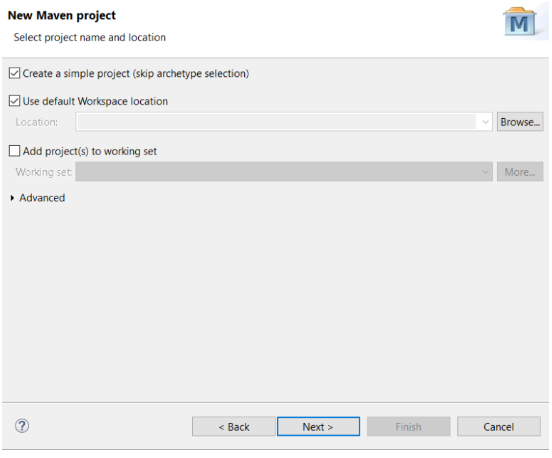 New Maven project
Select project name and location
M
Create a simple project (skip archetype selection)
Use default Workspace location
Location:
Browse...
Add project(s) to working set
Working set:
More...
Advanced
?
< Back
Next >
Finish
Cancel